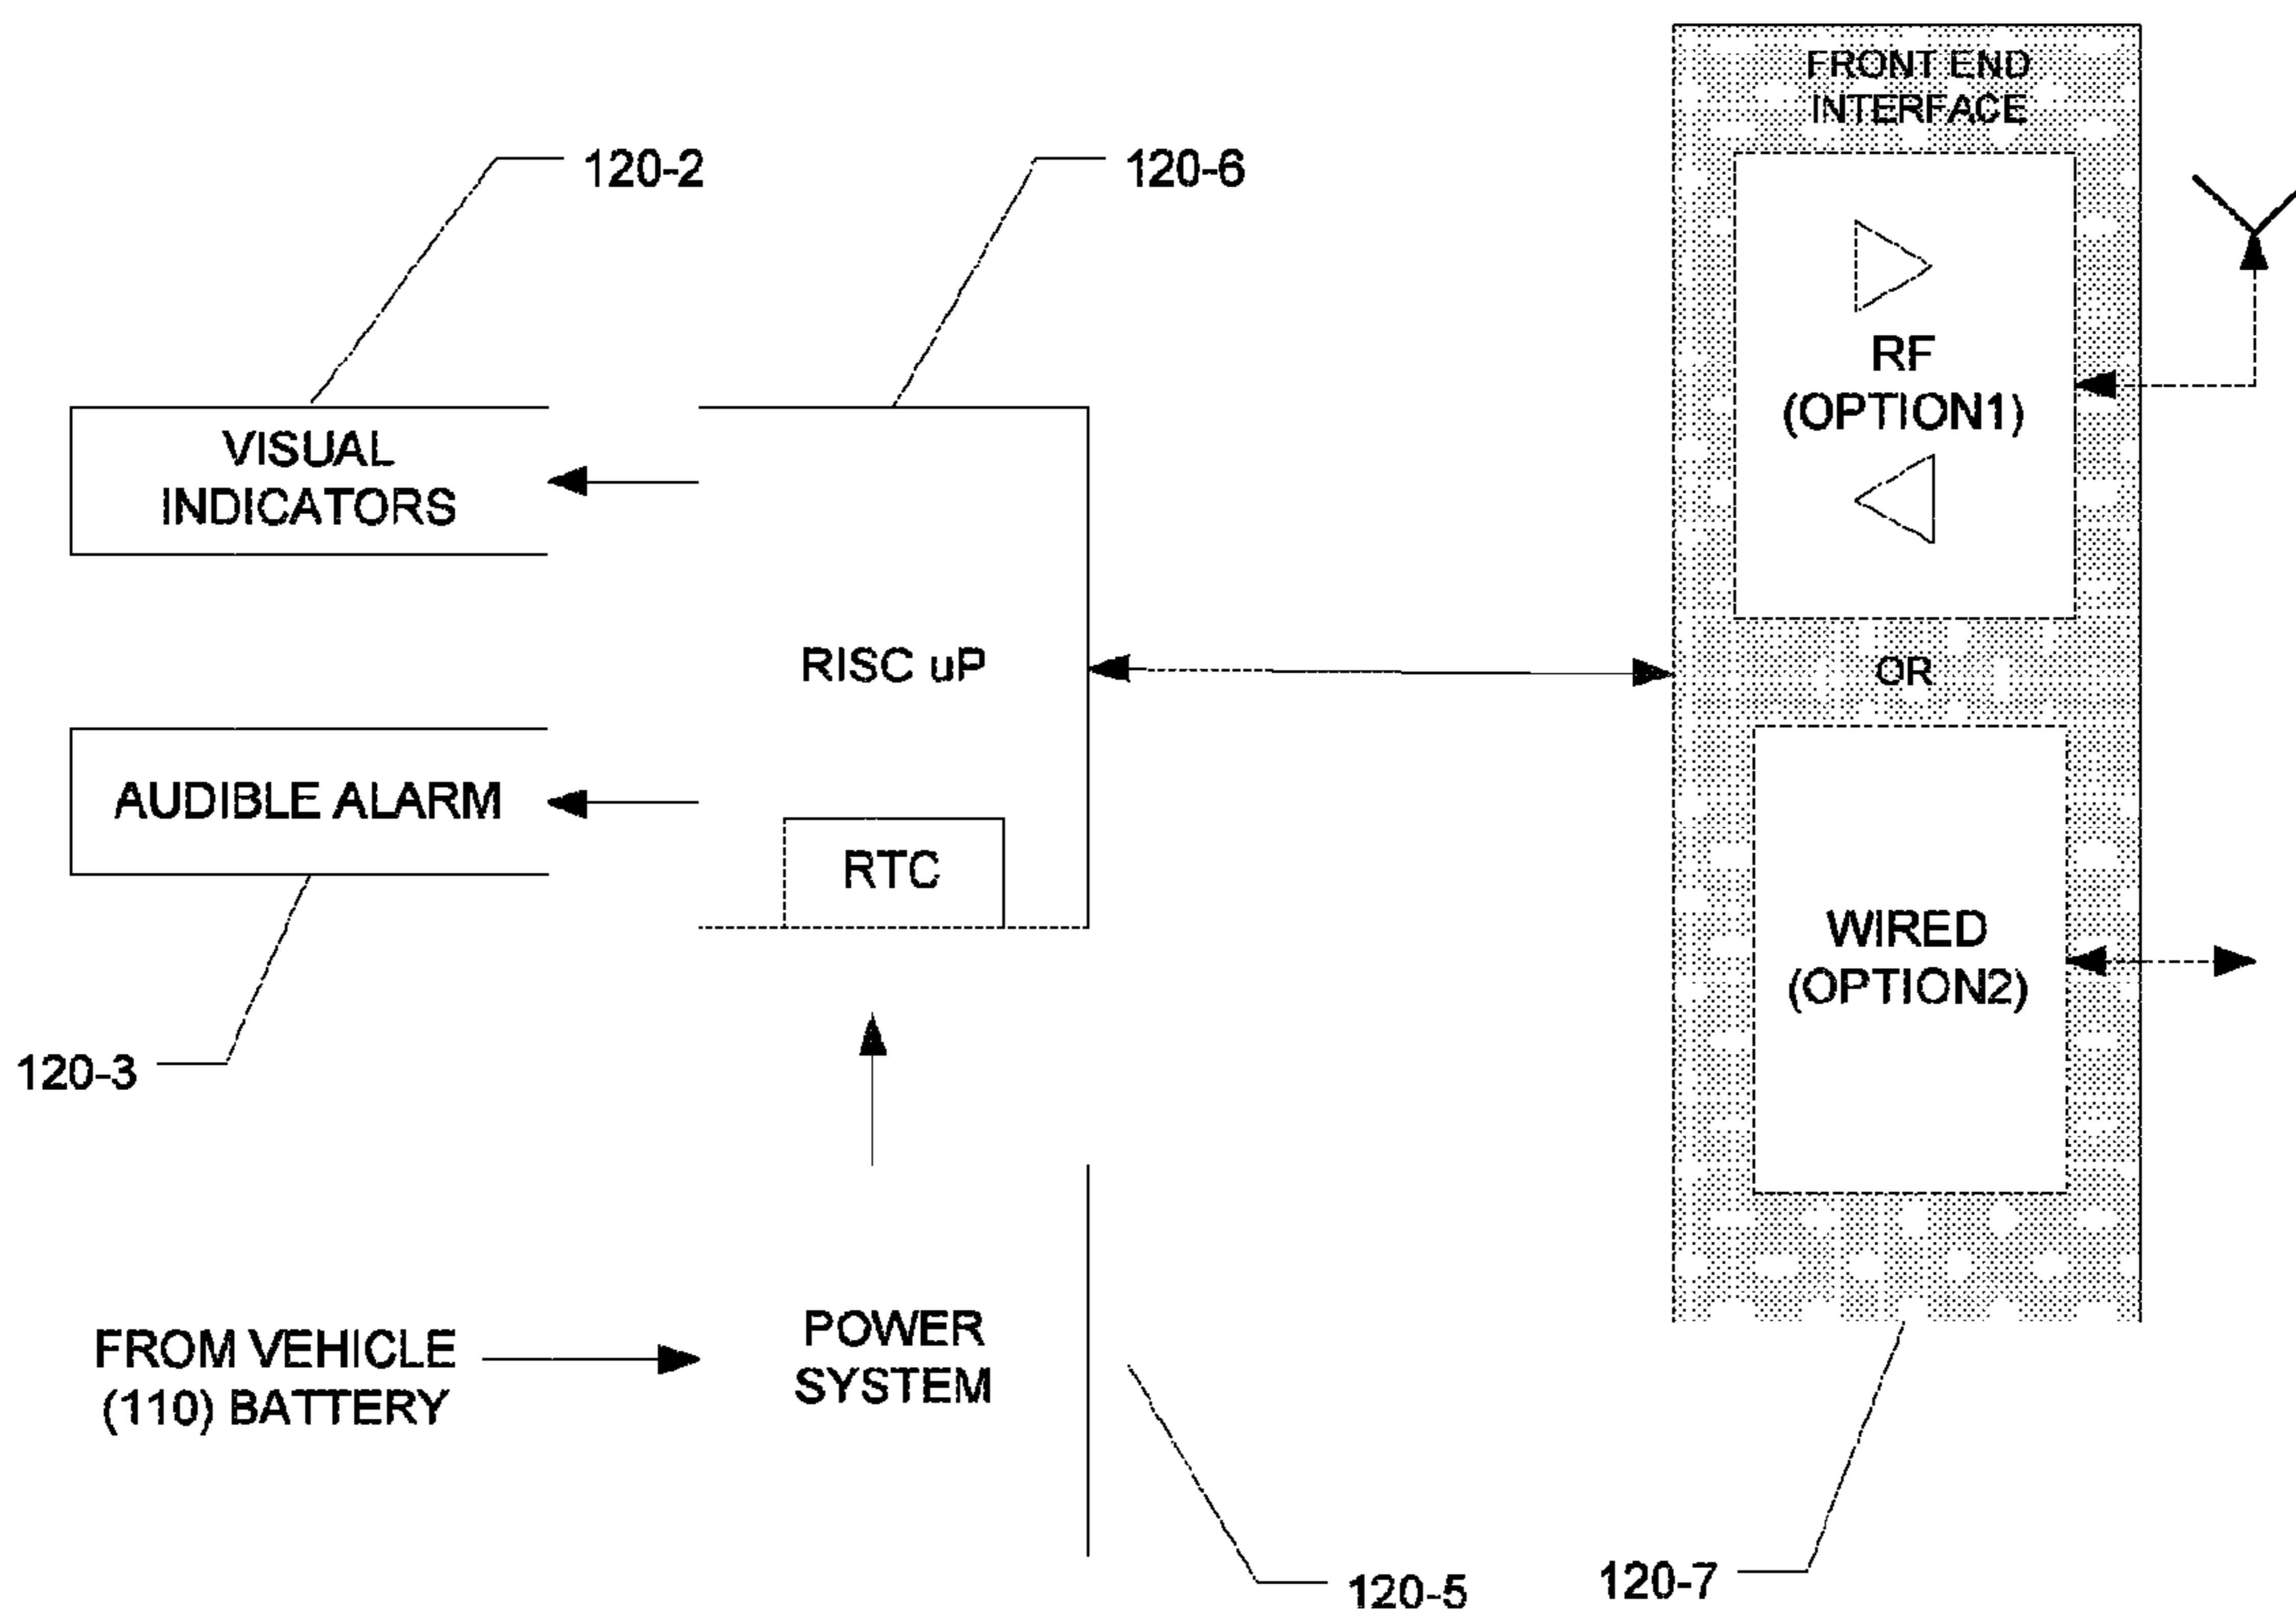 FRONT END
INTERFACE
120-2
120-6
RF
(OPTION1)
VISUAL
INDICATORS
RISC uP
OR
AUDIBLE ALARM
RTC
WIRED
(OPTION2)
120-3
POWER
SYSTEM
FROM VEHICLE
(110) BATTERY
120-5
120-7